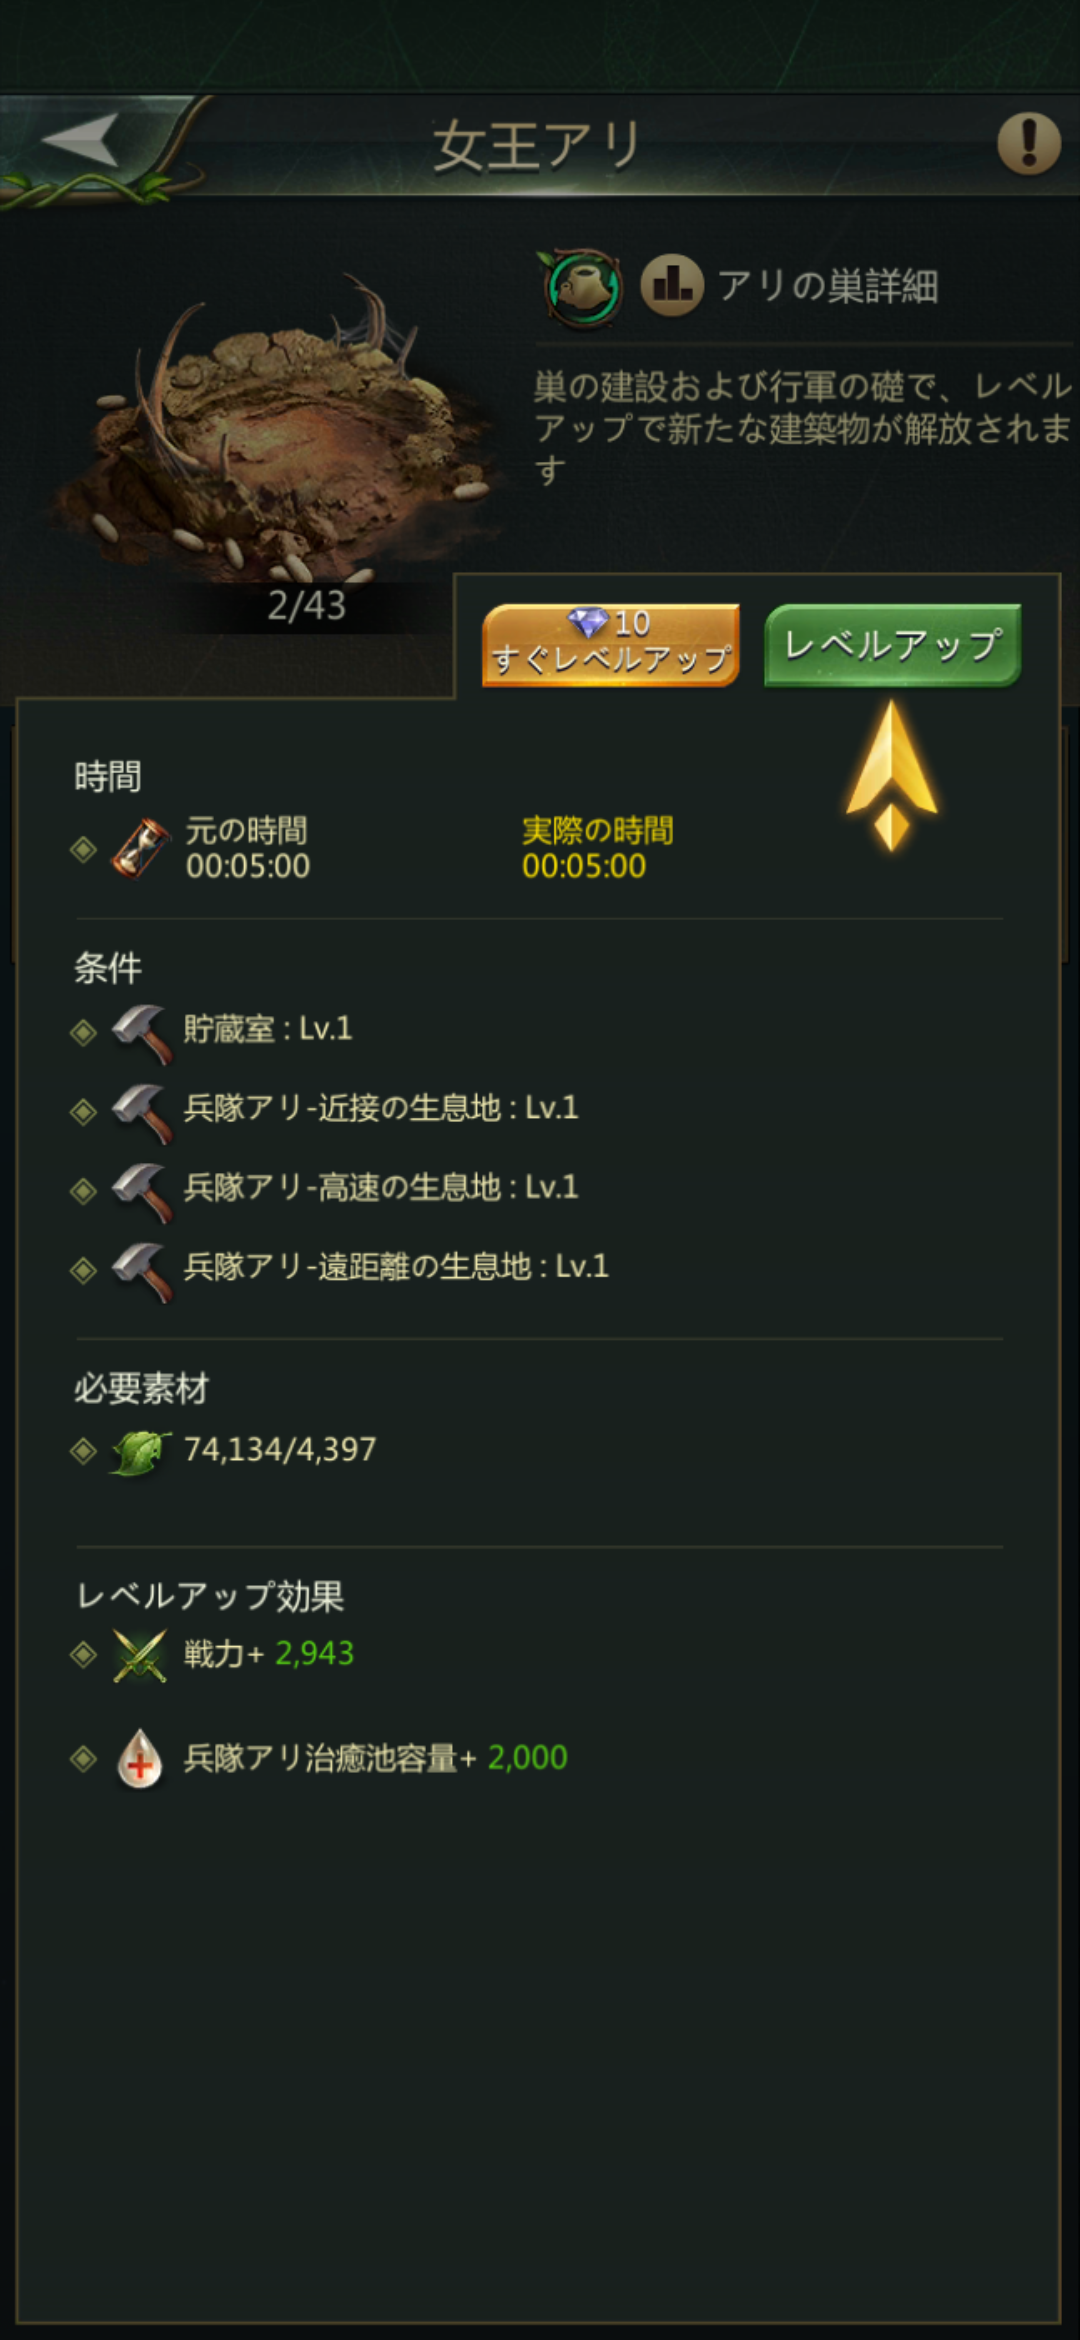 女王アリ
アリの巣詳細
巣の建設および行軍の礎で、レベル
アップで新たな建築物が解放されま
す
2/43
10
すぐレベルアップ
レベルアップ
時間
元の時間
00:05:00
実際の時間
00:05:00
条件
貯蔵室 : Lv.1
兵隊アリ-近接の生息地 : Lv.1
兵隊アリ-高速の生息地 : Lv.1
兵隊アリ-遠距離の生息地 : Lv.1
必要素材
74,134/4,397
レベルアップ効果
戦力+ 2,943
兵隊アリ治癒池容量+ 2,000